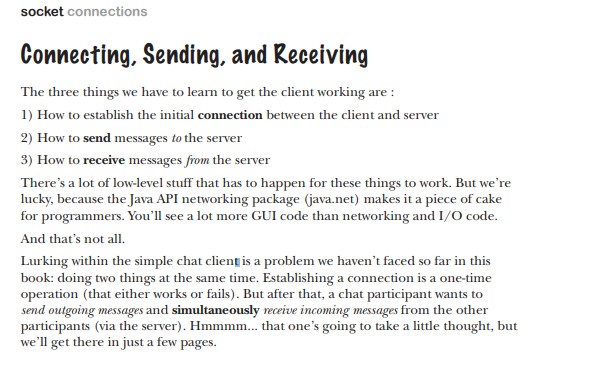 socket connections
Connecting, Sending, and Receiving
The three things we have to learn to get the client working are :
1) How to establish the initial connection between the client and server
2) How to send messages to the server
3) How to receive messages from the server
There’s a lot of low-level stuff that has to happen for these things to work. But we’re
lucky, because the Java API networking package (java.net) makes it a piece of cake
for programmers. You’ll see a lot more GUI code than networking and I/O code.
And that’s not all.
Lurking within the simple chat client is a problem we haven’t faced so far in this
book: doing two things at the same time. Establishing a connection is a one-time
operation (that either works or fails). But after that, a chat participant wants to
send outgoing messages and simultaneously receive incoming messages from the other
participants (via the server). Hmmmm... that one’s going to take a little thought, but
we’ll get there in just a few pages.